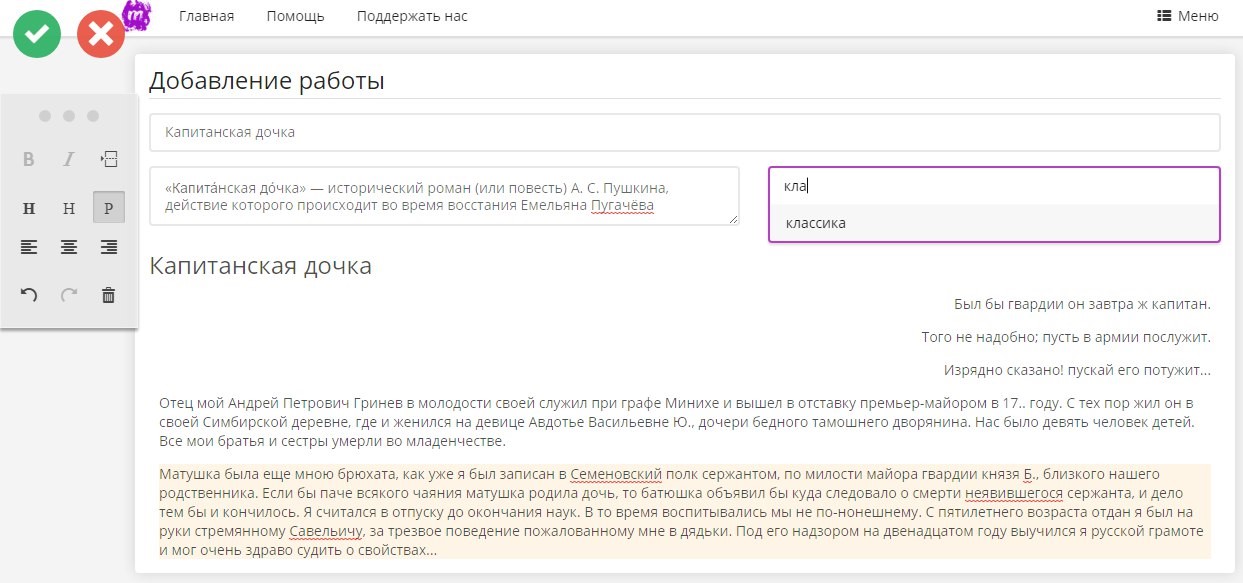 m
Главная Помощь Поддержать нас Меню
Добавление работы
B I
H H P
Капитанская дочка
«Капита́нская до́чка» — исторический роман (или повесть) А. С. Пушкина,
действие которого происходит во время восстания Емельяна Пугачёва
кла
классика
Капитанская дочка
Был бы гвардии он завтра ж капитан.
Того не надобно; пусть в армии послужит.
Изрядно сказано! пускай его потужит...
Отец мой Андрей Петрович Гринев в молодости своей служил при графе Минихе и вышел в отставку премьер-майором в 17.. году. С тех пор жил он в
своей Симбирской деревне, где и женился на девице Авдотье Васильевне Ю., дочери бедного тамошнего дворянина. Нас было девять человек детей.
Все мои братья и сестры умерли во младенчестве.
Матушка была еще мною брюхата, как уже я был записан в Семеновский полк сержантом, по милости майора гвардии князя Б., близкого нашего
родственника. Если бы паче всякого чаяния матушка родила дочь, то батюшка объявил бы куда следовало о смерти неявившегося сержанта, и дело
тем бы и кончилось. Я считался в отпуску до окончания наук. В то время воспитывались мы не по-нонешнему. С пятилетнего возраста отдан я был на
руки стремянному Савельичу, за трезвое поведение пожалованному мне в дядьки. Под его надзором на двенадцатом году выучился я русской грамоте
и мог очень здраво судить о свойствах...